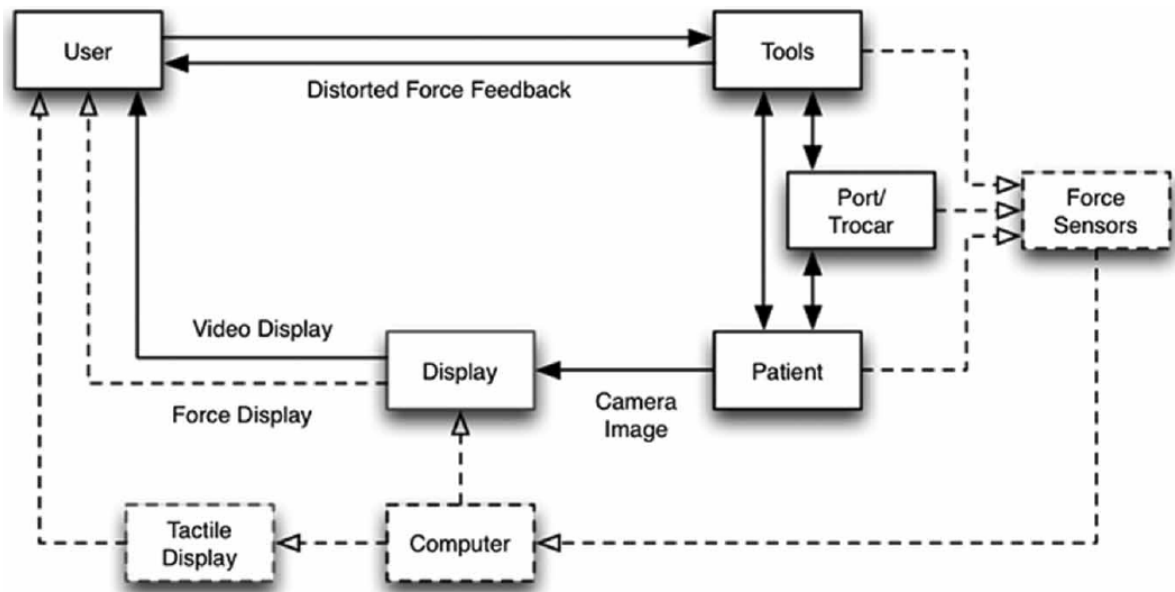 User
Tools
Distorted Force Feedback
Port/
Trocar
Force
Sensors
Video Display
Display
Patient
Force Display
Camera
Image
Tactile
Display
Computer